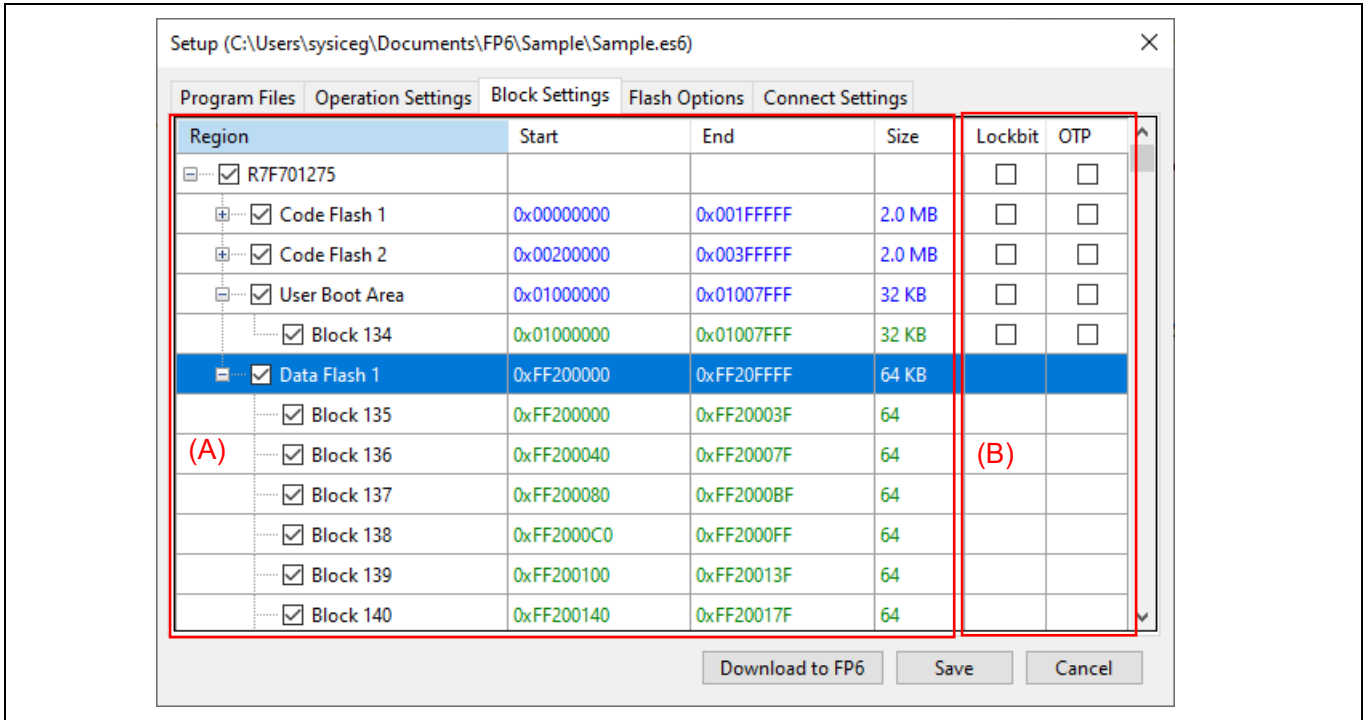 Setup (C:\Users\sysiceg\Documents\FP6\Sample\Sample.es6)
Program Files Operation Settings Block Settings Flash Options Connect Settings
Region Start End Size Lockbit OTP
R7F701275
Code Flash 1 0x00000000 0x001FFFFF 2.0 MB
Code Flash 2 0x00200000 0x003FFFFF 2.0 MB
User Boot Area 0x01000000 0x01007FFF 32 KB
Block 134 0x01000000 0x01007FFF 32 KB
Data Flash 1 0xFF200000 0xFF20FFFF 64 KB
Block 135 0xFF200000 0xFF20003F 64
(A) Block 136 0xFF200040 0xFF20007F 64 (B)
Block 137 0xFF200080 0xFF2000BF 64
Block 138 0xFF2000C0 0xFF2000FF 64
Block 139 0xFF200100 0xFF20013F 64
Block 140 0xFF200140 0xFF20017F 64
Download to FP6 Save Cancel